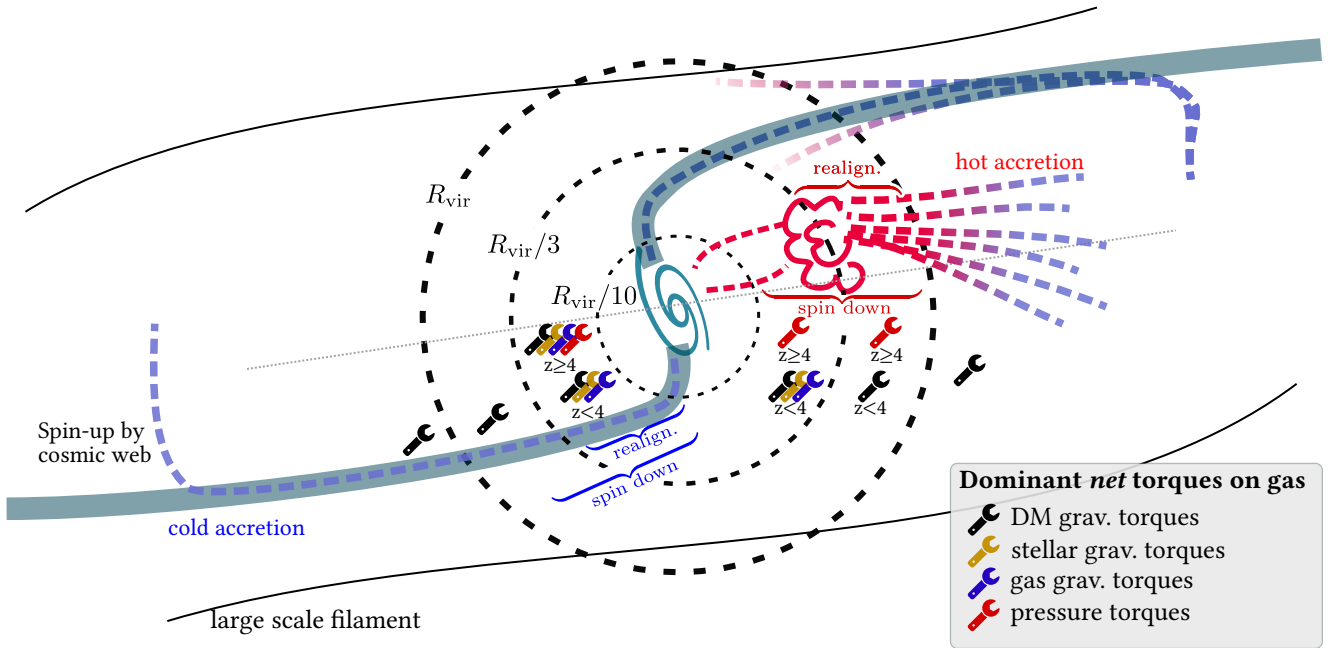 realign.
hot accretion
R_vir
R_vir/3
R_vir/10
spin down
z≥4
z≥4
z≥4
z<4
z<4
z<4
Spin-up by
cosmic web
realign.
spin down
cold accretion
large scale filament
Dominant net torques on gas
DM grav. torques
stellar grav. torques
gas grav. torques
pressure torques